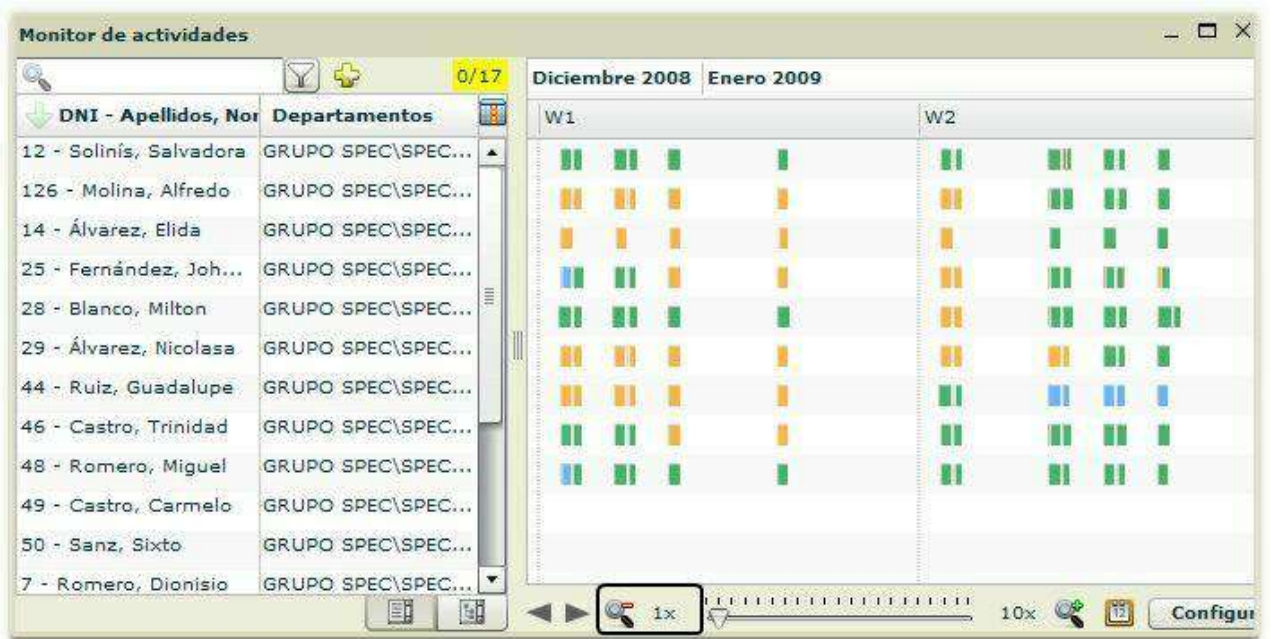 Monitor de actividades
0/17
Diciembre 2008 Enero 2009
DNI - Apellidos, Nor Departamentos
W1 W2
12 - Solinís, Salvadora GRUPO SPEC\SPEC...
126 - Molina, Alfredo GRUPO SPEC\SPEC...
14 - Álvarez, Elida GRUPO SPEC\SPEC...
25 - Fernández, Joh... GRUPO SPEC\SPEC...
28 - Blanco, Milton GRUPO SPEC\SPEC...
29 - Álvarez, Nicolasa GRUPO SPEC\SPEC...
44 - Ruiz, Guadalupe GRUPO SPEC\SPEC...
46 - Castro, Trinidad GRUPO SPEC\SPEC...
48 - Romero, Miguel GRUPO SPEC\SPEC...
49 - Castro, Carmelo GRUPO SPEC\SPEC...
50 - Sanz, Sixto GRUPO SPEC\SPEC...
7 - Romero, Dionisio GRUPO SPEC\SPEC...
1x 10x 12 Configur